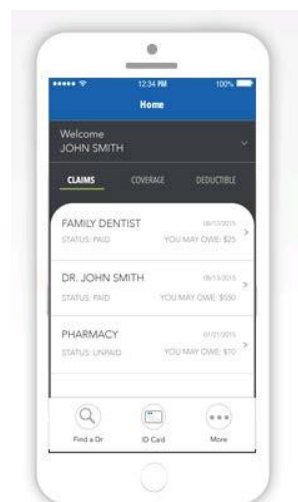 12:34 PM 100%
Home
Welcome
JOHN SMITH
CLAIMS COVERAGE DEDUCTIBLE
FAMILY DENTIST
STATUS: PAID YOU MAY OWE: $25
DR. JOHN SMITH
STATUS: PAID YOU MAY OWE: $550
PHARMACY
STATUS: UNPAID YOU MAY OWE: $10
Find a Dr ID Card More